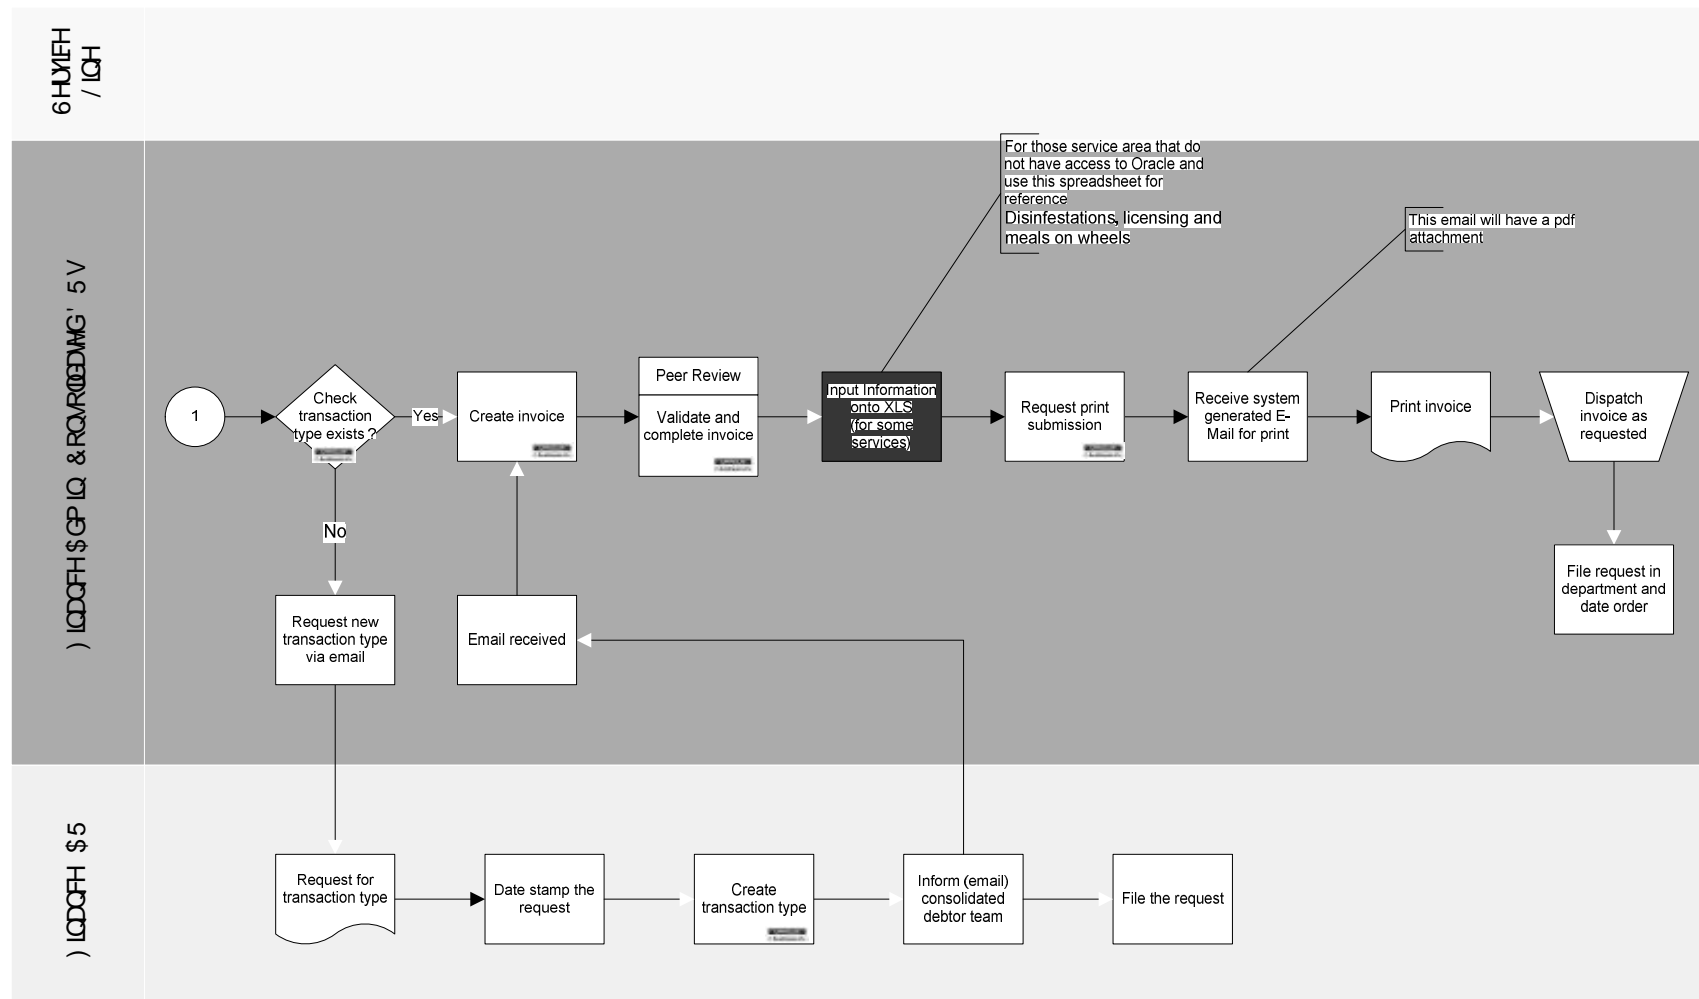 6HUYLFH
/ LQH
For those service area that do
not have access to Oracle and
use this spreadsheet for
reference
Disinfestations, licensing and
meals on wheels
This email will have a pdf
attachment
1
Check
transaction
type exists ?
Yes
Create invoice
Peer Review
Validate and
complete invoice
Input Information
onto XLS
(for some
services)
Request print
submission
Receive system
generated E-
Mail for print
Print invoice
Dispatch
invoice as
requested
No
Request new
transaction type
via email
Email received
File request in
department and
date order
) LQDQFH $5
Request for
transaction type
Date stamp the
request
Create
transaction type
Inform (email)
consolidated
debtor team
File the request